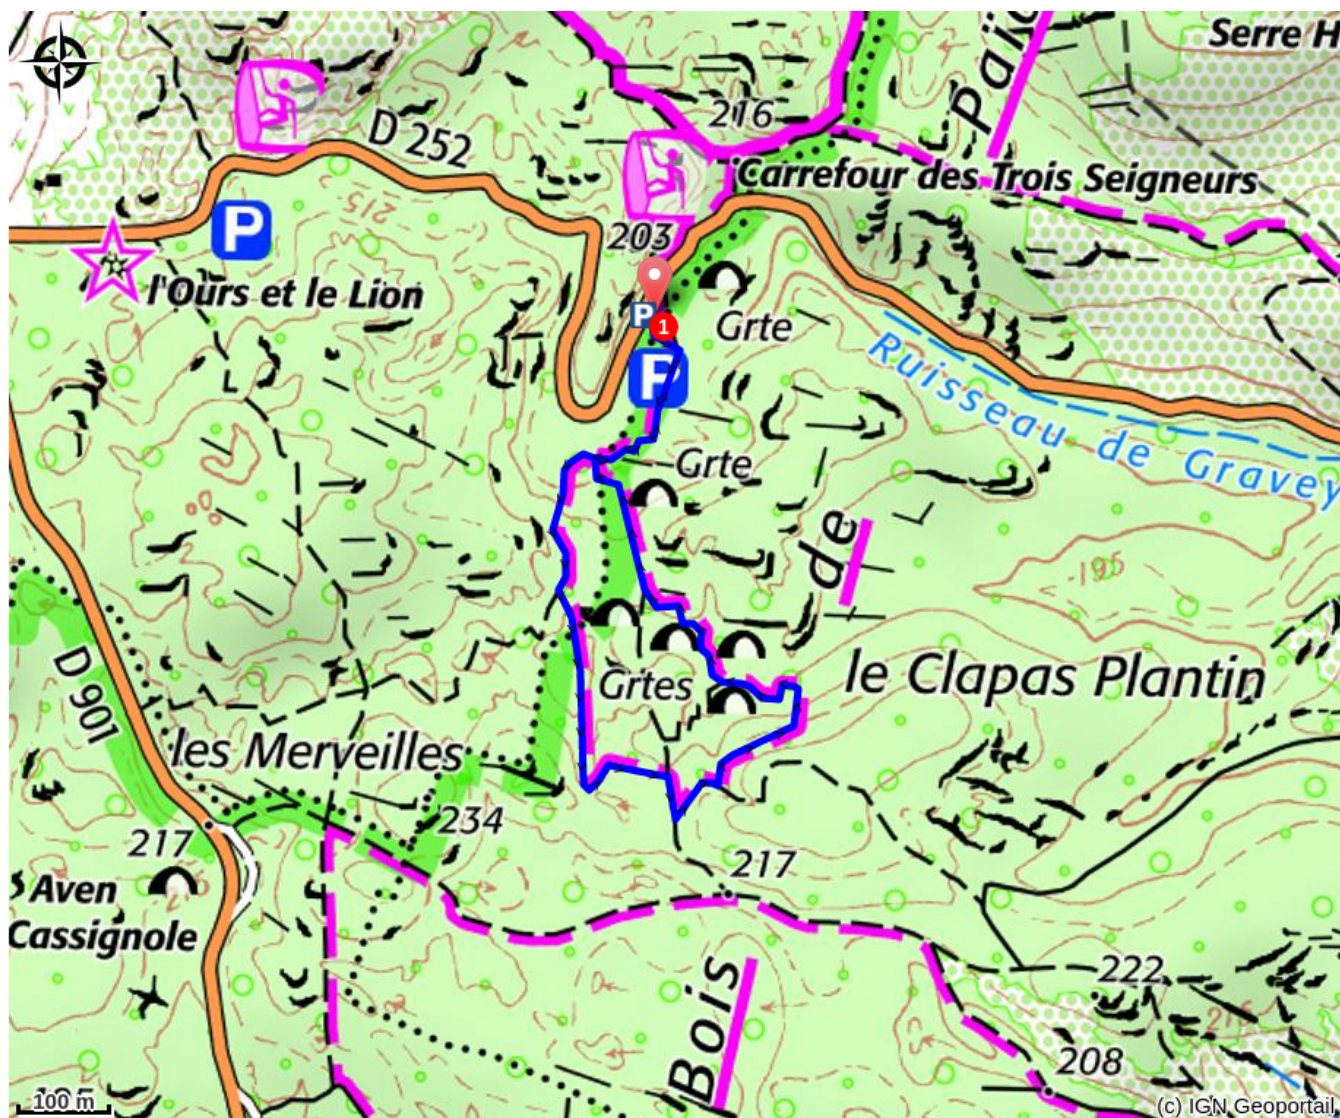 Serre H
Païo
D 252
216
Carrefour des Trois Seigneurs
215
203
P
l'Ours et le Lion
P
1
Grte
P
Ruisseau de Gravey
Grte
de
195
D 901
Grtes
le Clapas Plantin
les Merveilles
234
217
217
Aven
Cassignole
222
Bois
208
100 m
(c) IGN Geoportail